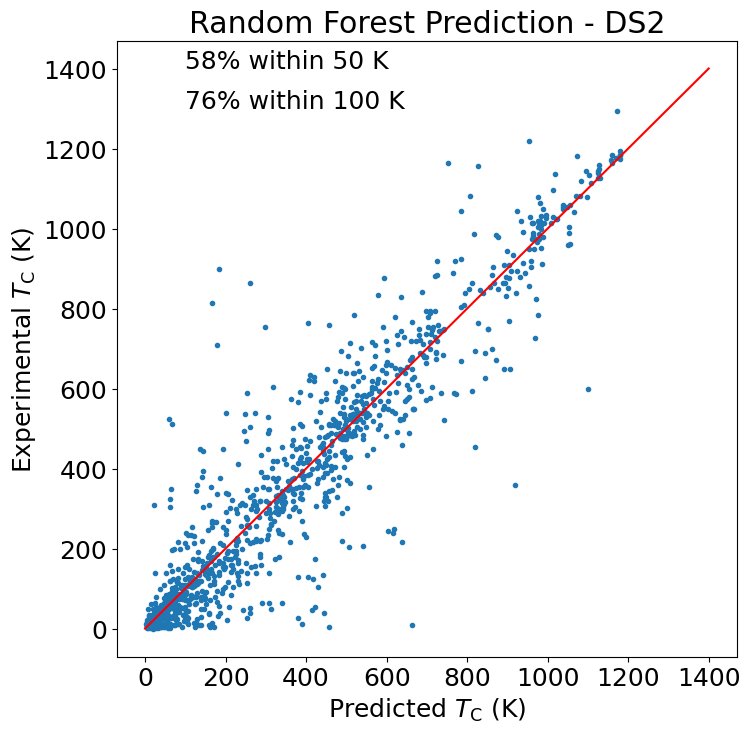 Random Forest Prediction - DS2
58% within 50 K
76% within 100 K
1400
1200
1000
800
600
400
200
0
Experimental T_C (K)
0 200 400 600 800 1000 1200 1400
Predicted T_C (K)